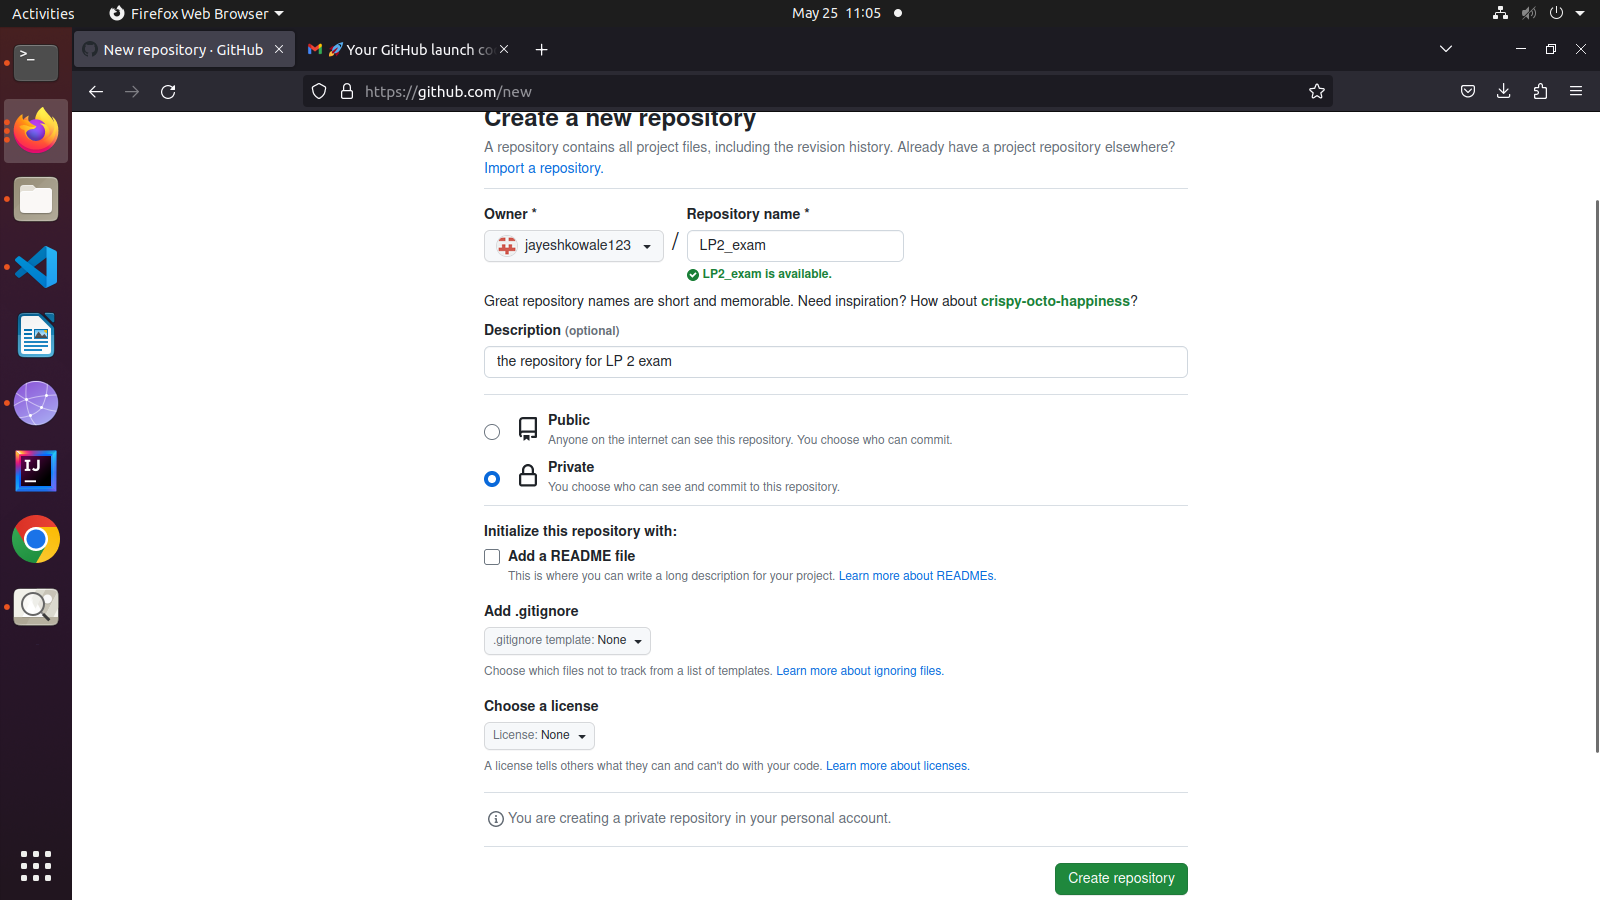 Activities
Firefox Web Browser
May 25 11:05
New repository · GitHub
🚀 Your GitHub launch co
https://github.com/new
Create a new repository
A repository contains all project files, including the revision history. Already have a project repository elsewhere?
Import a repository.
Owner *
Repository name *
jayeshkowale123
/
LP2_exam
LP2_exam is available.
Great repository names are short and memorable. Need inspiration? How about crispy-octo-happiness?
Description (optional)
the repository for LP 2 exam
Public
Anyone on the internet can see this repository. You choose who can commit.
Private
You choose who can see and commit to this repository.
Initialize this repository with:
Add a README file
This is where you can write a long description for your project. Learn more about READMEs.
Add .gitignore
.gitignore template: None
Choose which files not to track from a list of templates. Learn more about ignoring files.
Choose a license
License: None
A license tells others what they can and can't do with your code. Learn more about licenses.
You are creating a private repository in your personal account.
Create repository
>_
IJ